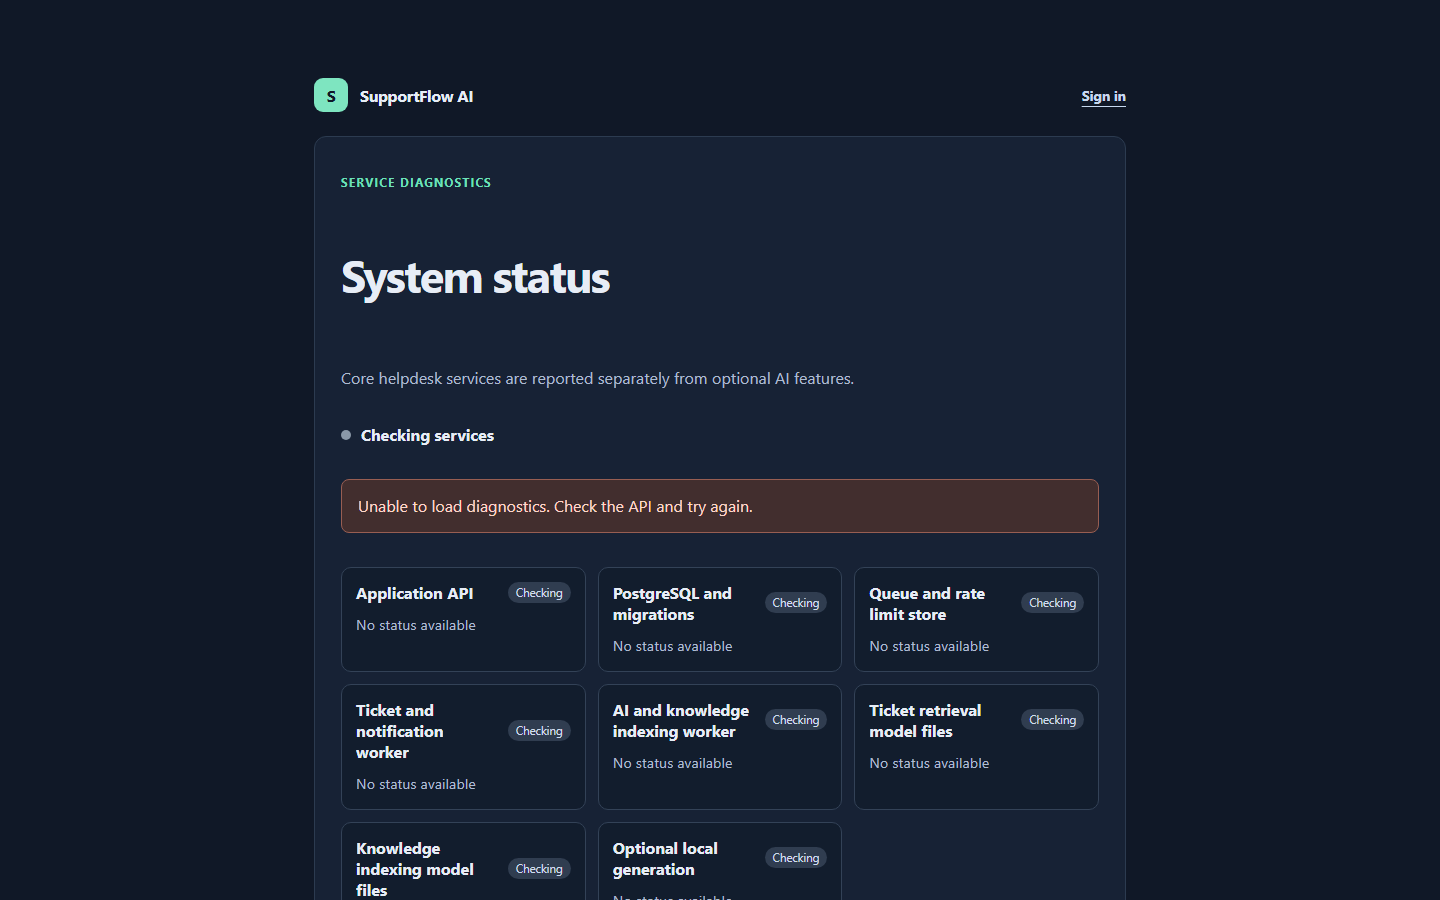 S SupportFlow AI Sign in
SERVICE DIAGNOSTICS
System status
Core helpdesk services are reported separately from optional AI features.
Checking services
Unable to load diagnostics. Check the API and try again.
Application API Checking
No status available
PostgreSQL and
migrations
Checking
No status available
Queue and rate
limit store
Checking
No status available
Ticket and
notification
worker
Checking
No status available
AI and knowledge
indexing worker
Checking
No status available
Ticket retrieval
model files
Checking
No status available
Knowledge
indexing model
files
Checking
Optional local
generation
Checking
No status available